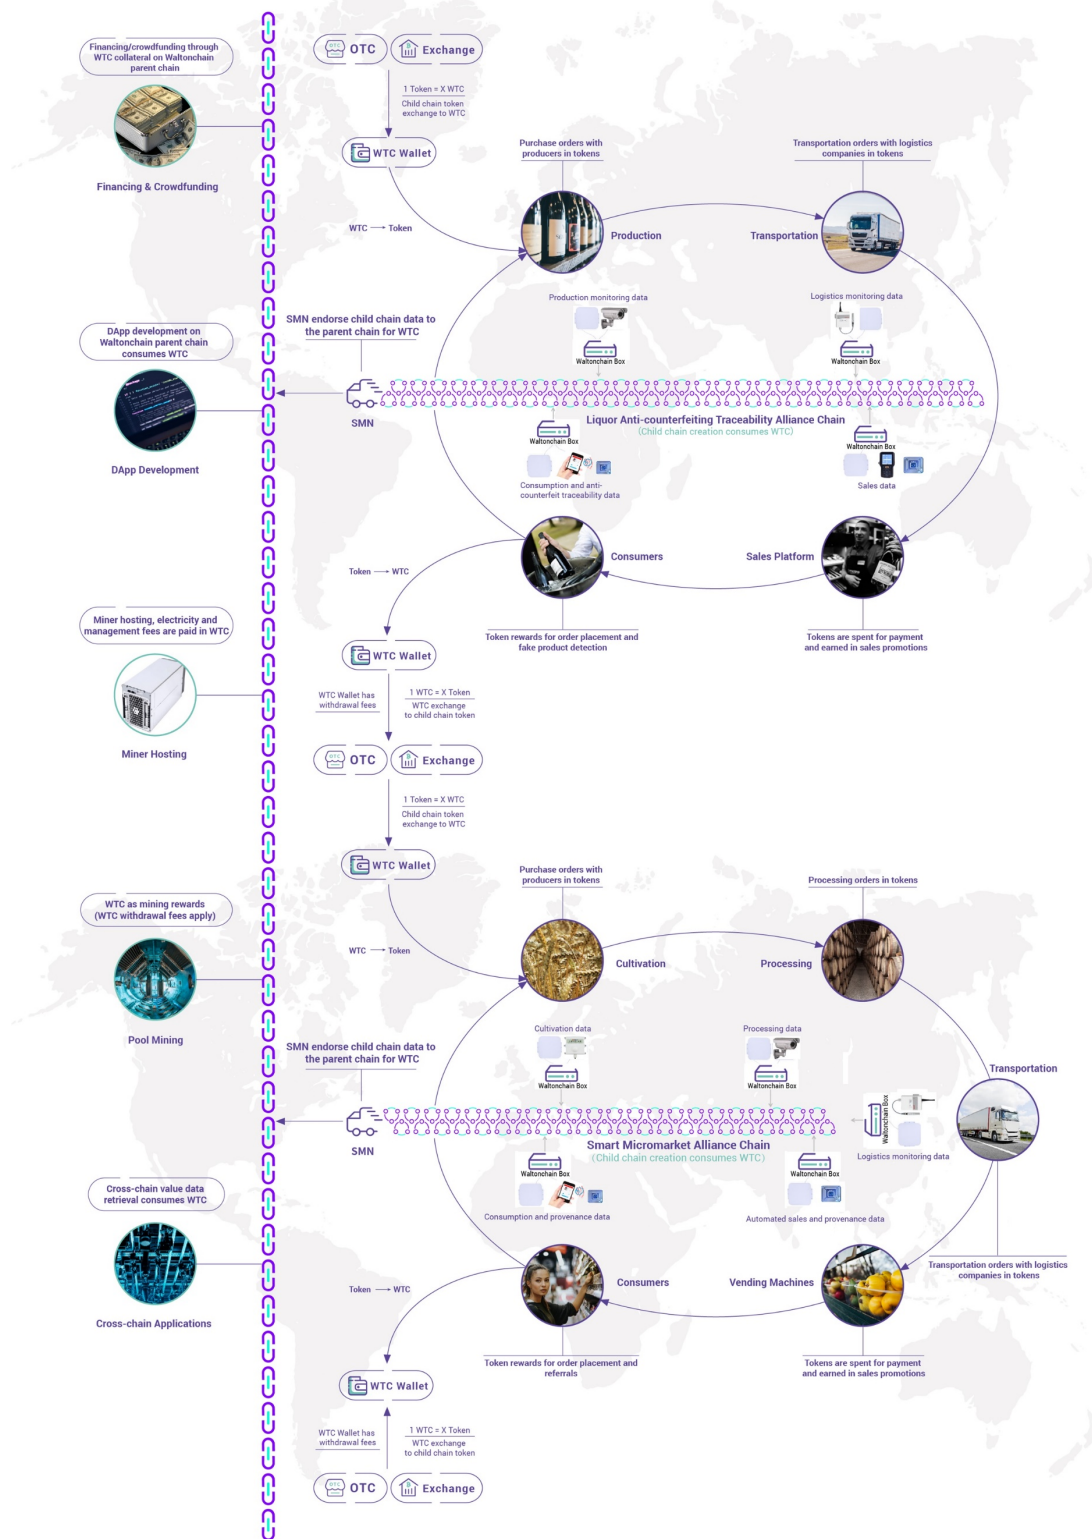 Financing/crowdfunding through
WTC collateral on Waltonchain
parent chain
Financing & Crowdfunding
DApp development on
Waltonchain parent chain
consumes WTC
DApp Development
Miner hosting, electricity and
management fees are paid in WTC
Miner Hosting
WTC as mining rewards
(WTC withdrawal fees apply)
Pool Mining
Cross-chain value data
retrieval consumes WTC
Cross-chain Applications
OTC
Exchange
1 Token = X WTC
Child chain token
exchange to WTC
WTC Wallet
WTC
Token
Purchase orders with
producers in tokens
Production
Transportation orders with logistics
companies in tokens
Transportation
Production monitoring data
Waltonchain Box
Logistics monitoring data
Waltonchain Box
SMN endorse child chain data to
the parent chain for WTC
SMN
Liquor Anti-counterfeiting Traceability Alliance Chain
(Child chain creation consumes WTC)
Waltonchain Box
Consumption and anti-
counterfeit traceability data
Waltonchain Box
Sales data
Consumers
Sales Platform
Token rewards for order placement and
fake product detection
Tokens are spent for payment
and earned in sales promotions
Token
WTC
WTC Wallet
WTC Wallet has
withdrawal fees
1 WTC = X Token
WTC exchange
to child chain token
OTC
Exchange
1 Token = X WTC
Child chain token
exchange to WTC
WTC Wallet
WTC
Token
Purchase orders with
producers in tokens
Cultivation
Processing orders in tokens
Processing
Cultivation data
Waltonchain Box
Processing data
Waltonchain Box
Transportation
Waltonchain Box
Logistics monitoring data
Transportation orders with logistics
companies in tokens
SMN endorse child chain data to
the parent chain for WTC
SMN
Smart Micromarket Alliance Chain
(Child chain creation consumes WTC)
Waltonchain Box
Consumption and provenance data
Waltonchain Box
Automated sales and provenance data
Consumers
Vending Machines
Token rewards for order placement and
referrals
Tokens are spent for payment
and earned in sales promotions
Token
WTC
WTC Wallet
WTC Wallet has
withdrawal fees
1 WTC = X Token
WTC exchange
to child chain token
OTC
Exchange